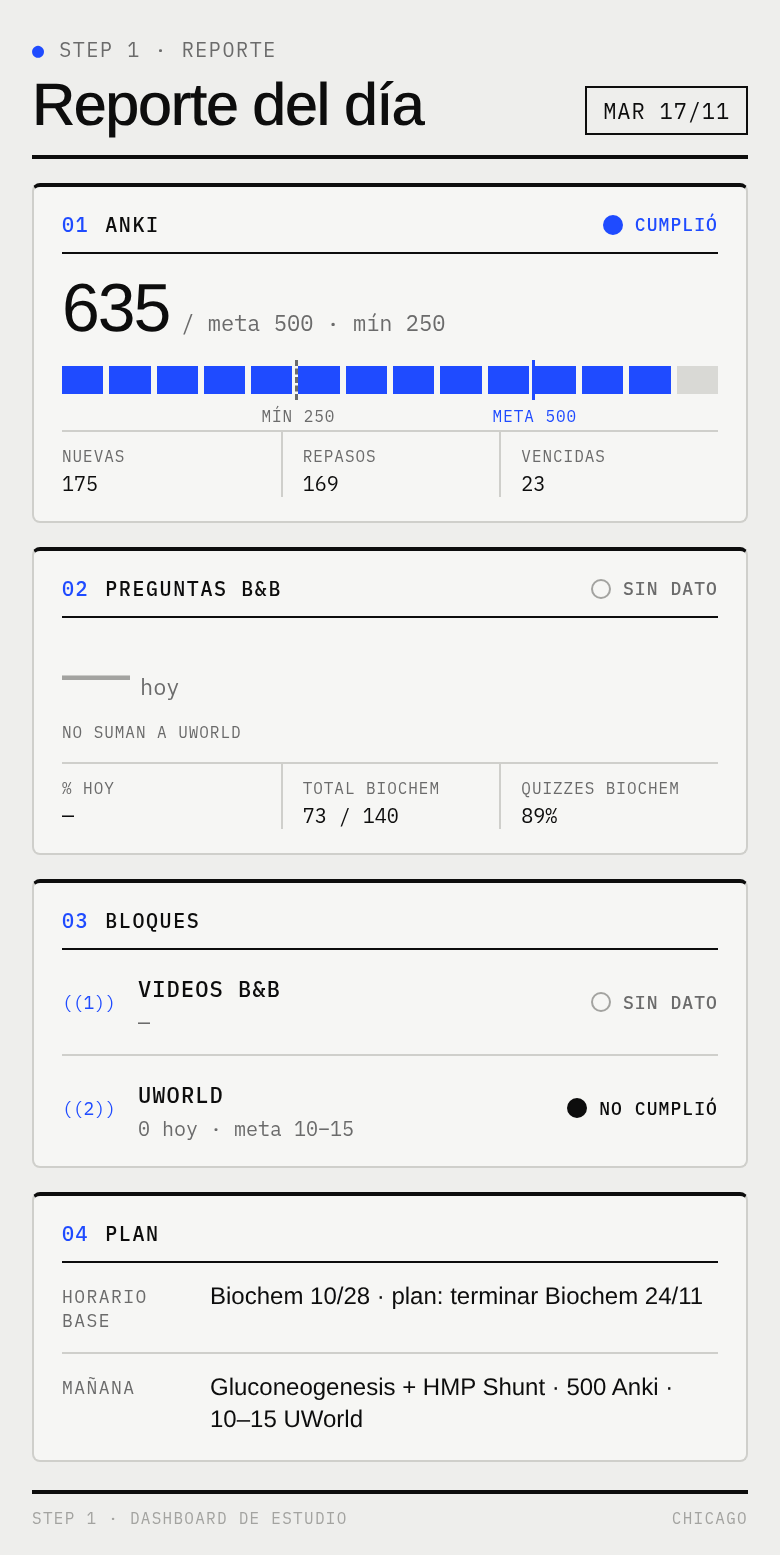 STEP 1 · REPORTE
Reporte del día
MAR 17/11
01 ANKI
CUMPLIÓ
635 / meta 500 · mín 250
MÍN 250
META 500
NUEVAS
175
REPASOS
169
VENCIDAS
23
02 PREGUNTAS B&B
SIN DATO
— hoy
NO SUMAN A UWORLD
% HOY
—
TOTAL BIOCHEM
73 / 140
QUIZZES BIOCHEM
89%
03 BLOQUES
((1))
VIDEOS B&B
—
SIN DATO
((2))
UWORLD
0 hoy · meta 10–15
NO CUMPLIÓ
04 PLAN
HORARIO
BASE
Biochem 10/28 · plan: terminar Biochem 24/11
MAÑANA
Gluconeogenesis + HMP Shunt · 500 Anki ·
10–15 UWorld
STEP 1 · DASHBOARD DE ESTUDIO
CHICAGO